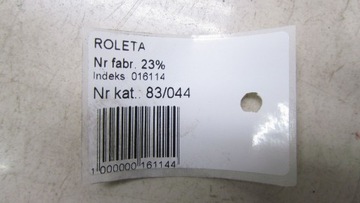 ROLETA
Nr fabr. 23%
Indeks 016114
Nr kat.: 83/044
1 000000 161144